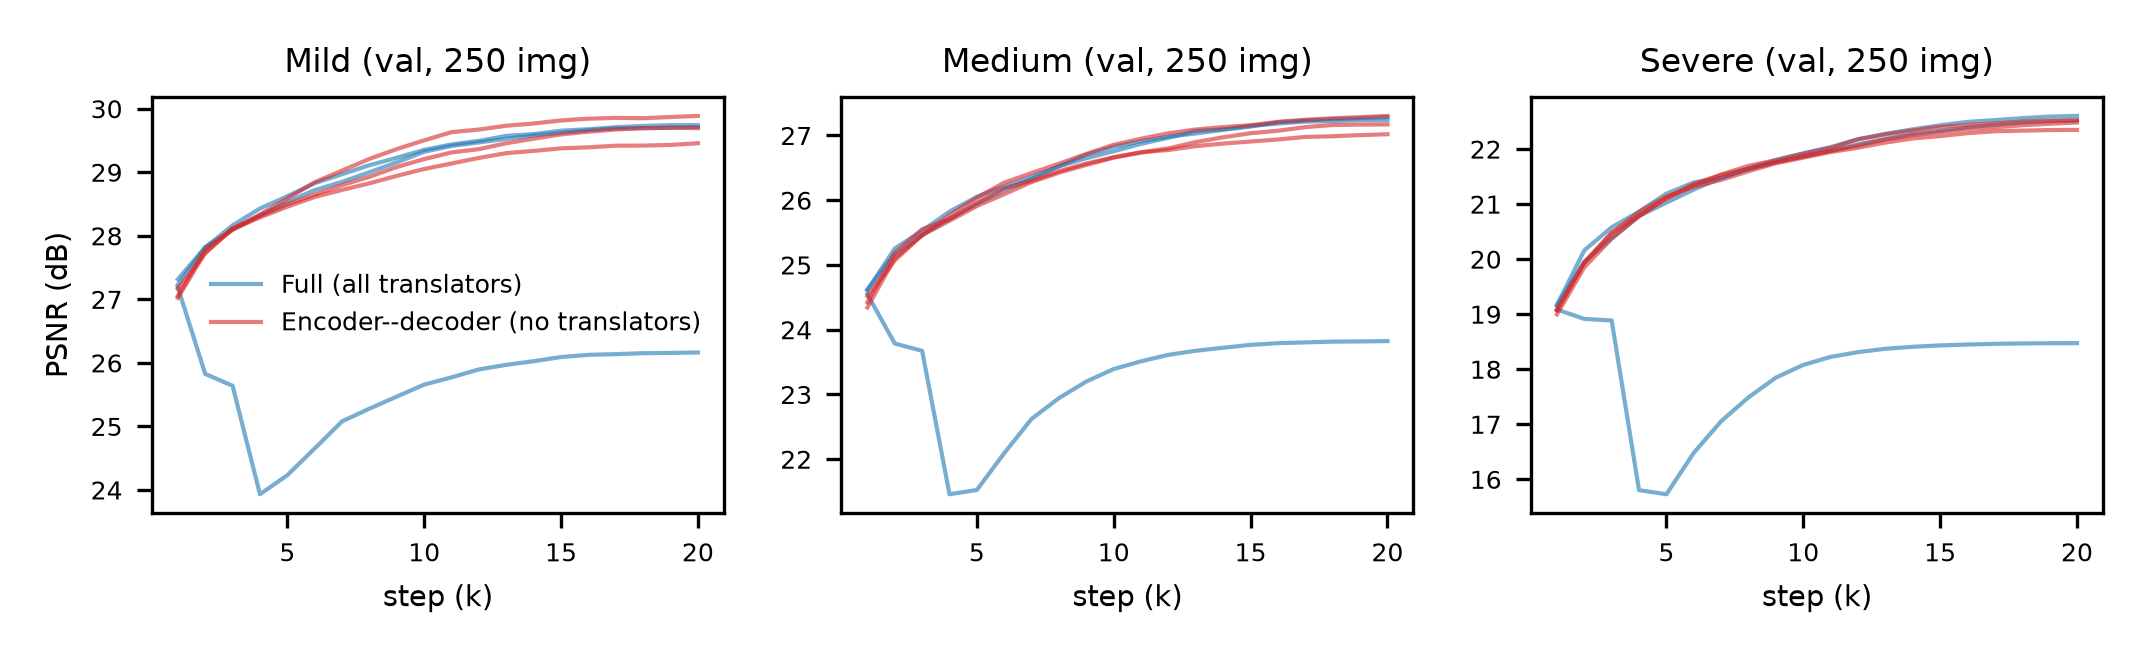 Mild (val, 250 img)
Medium (val, 250 img)
Severe (val, 250 img)
PSNR (dB)
30
29
28
27
26
25
24
Full (all translators)
Encoder--decoder (no translators)
5 10 15 20
step (k)
27
26
25
24
23
22
5 10 15 20
step (k)
22
21
20
19
18
17
16
5 10 15 20
step (k)